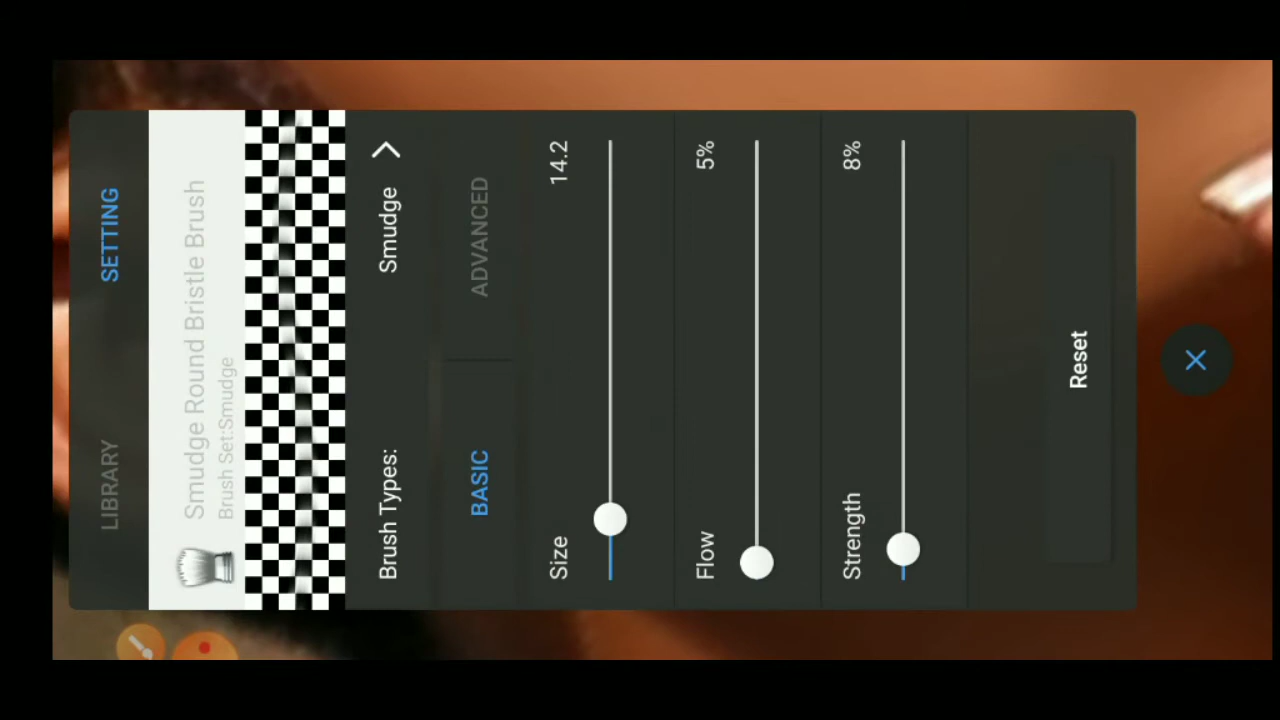 LIBRARY SETTING
Smudge Round Bristle Brush
Brush Set:Smudge
Brush Types: Smudge
BASIC ADVANCED
Size 14.2
Flow 5%
Strength 8%
Reset